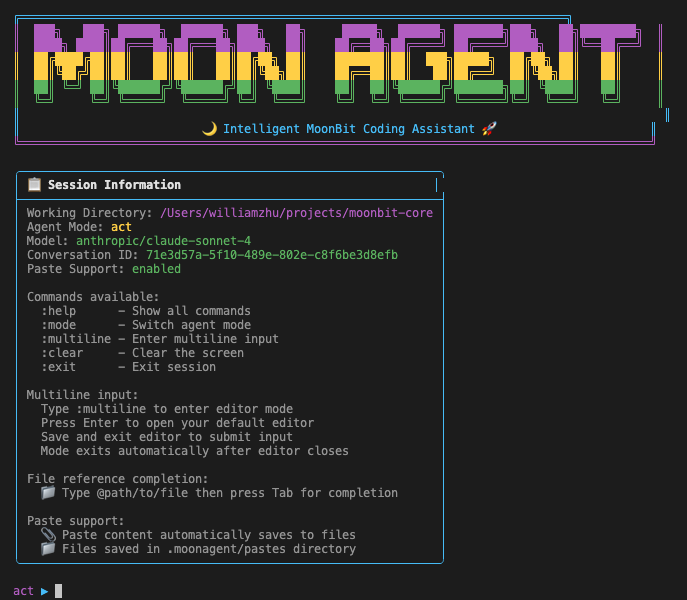 MOON AGENT
🌙 Intelligent MoonBit Coding Assistant 🚀
📋 Session Information
Working Directory: /Users/williamzhu/projects/moonbit-core
Agent Mode: act
Model: anthropic/claude-sonnet-4
Conversation ID: 71e3d57a-5f10-489e-802e-c8f6be3d8efb
Paste Support: enabled
Commands available:
:help – Show all commands
:mode – Switch agent mode
:multiline – Enter multiline input
:clear – Clear the screen
:exit – Exit session
Multiline input:
Type :multiline to enter editor mode
Press Enter to open your default editor
Save and exit editor to submit input
Mode exits automatically after editor closes
File reference completion:
📁 Type @path/to/file then press Tab for completion
Paste support:
📎 Paste content automatically saves to files
📁 Files saved in .moonagent/pastes directory
act ▶